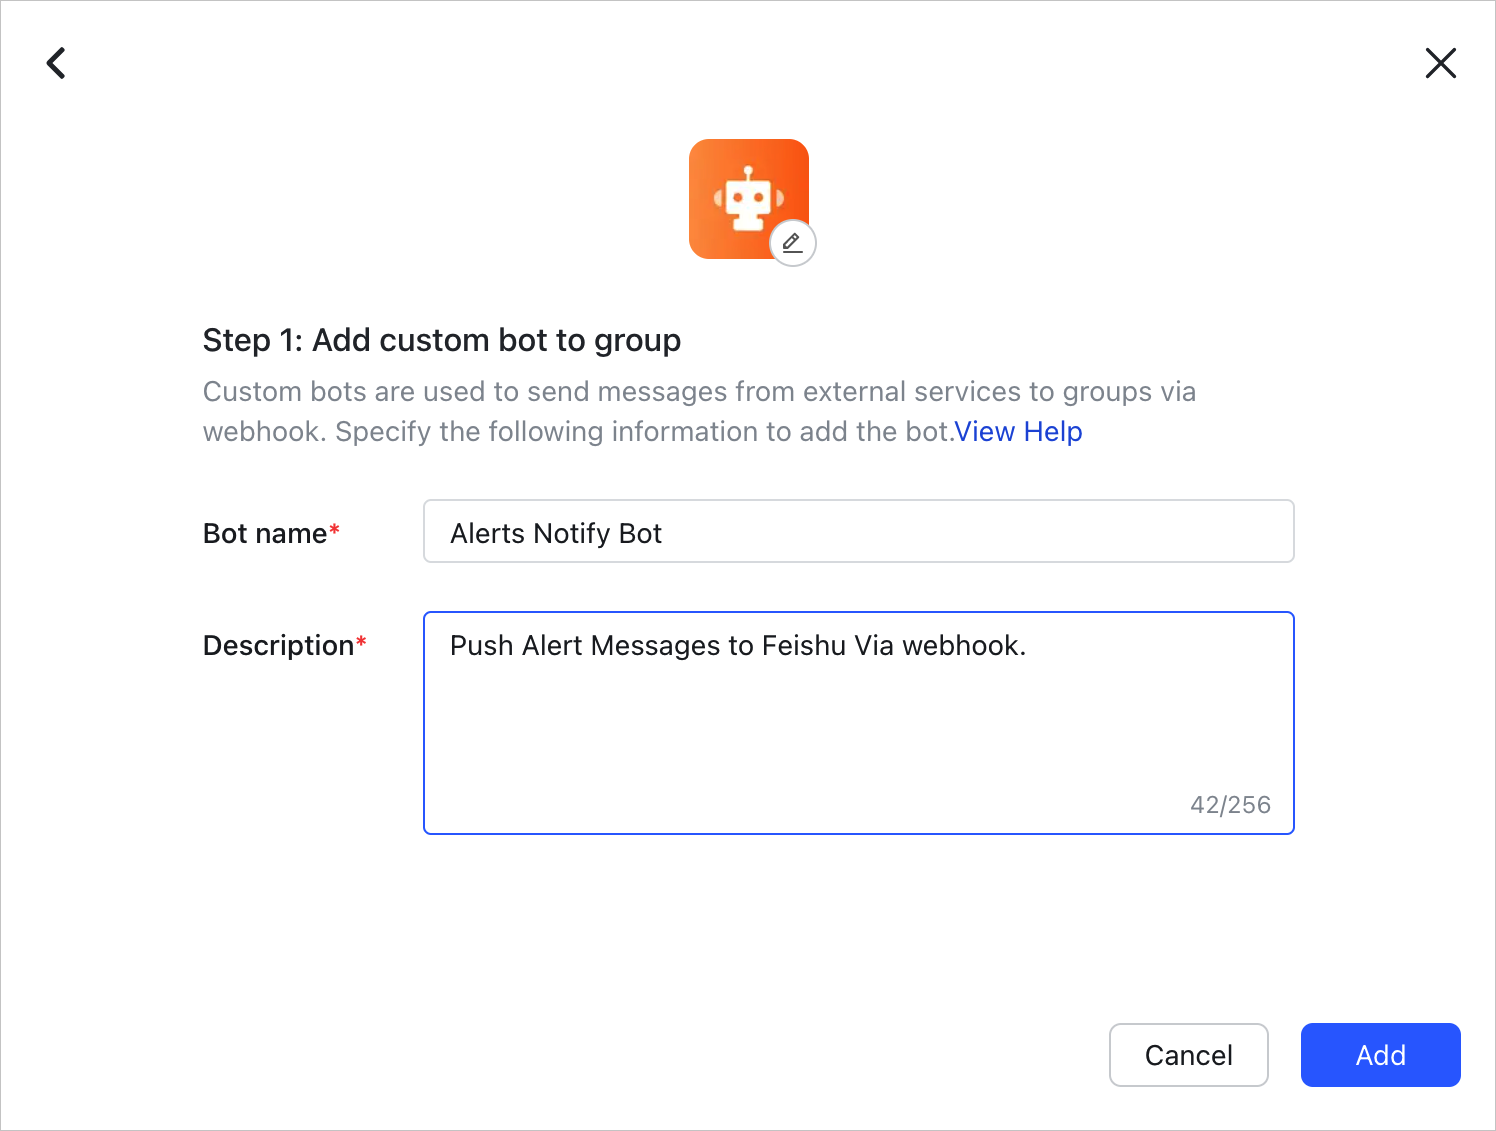 Step 1: Add custom bot to group
Custom bots are used to send messages from external services to groups via
webhook. Specify the following information to add the bot.View Help
Bot name* Alerts Notify Bot
Description* Push Alert Messages to Feishu Via webhook.
42/256
Cancel Add